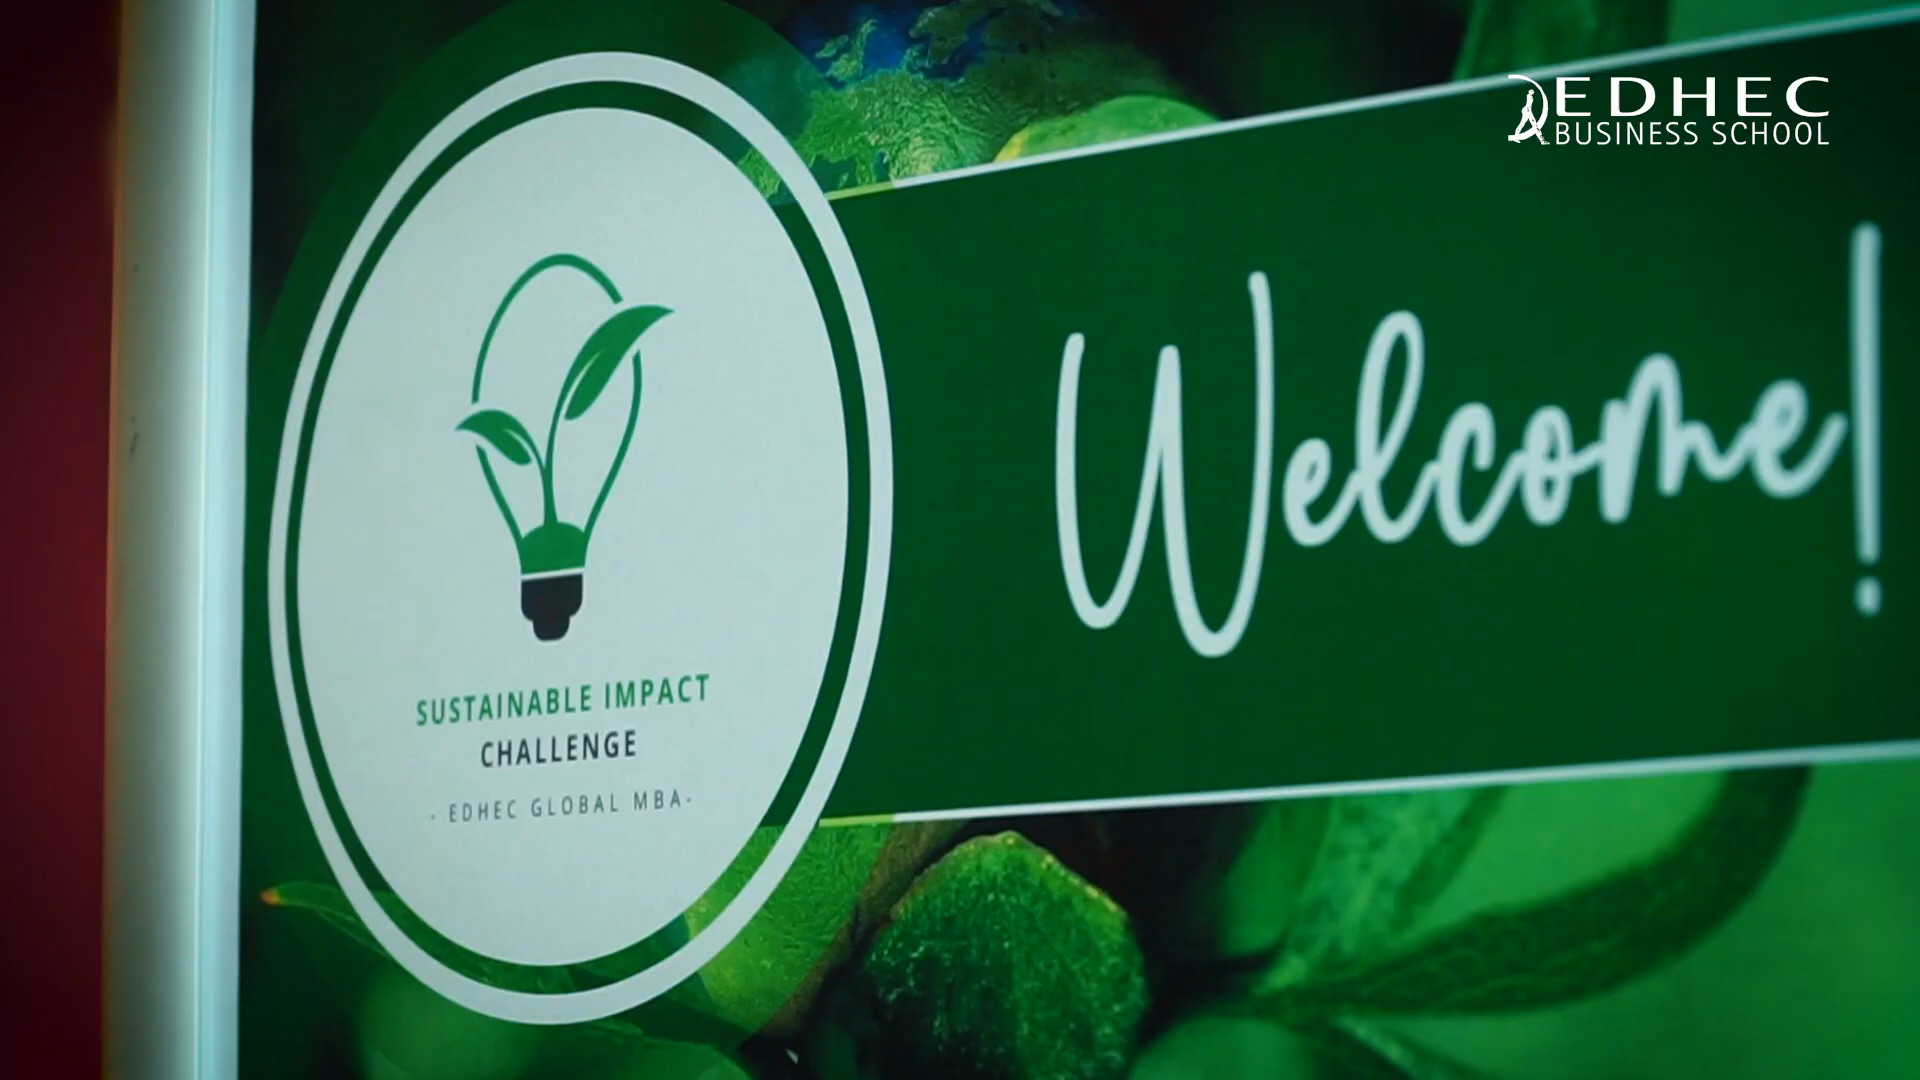 EDHEC
BUSINESS SCHOOL
Welcome!
SUSTAINABLE IMPACT
CHALLENGE
- EDHEC GLOBAL MBA-